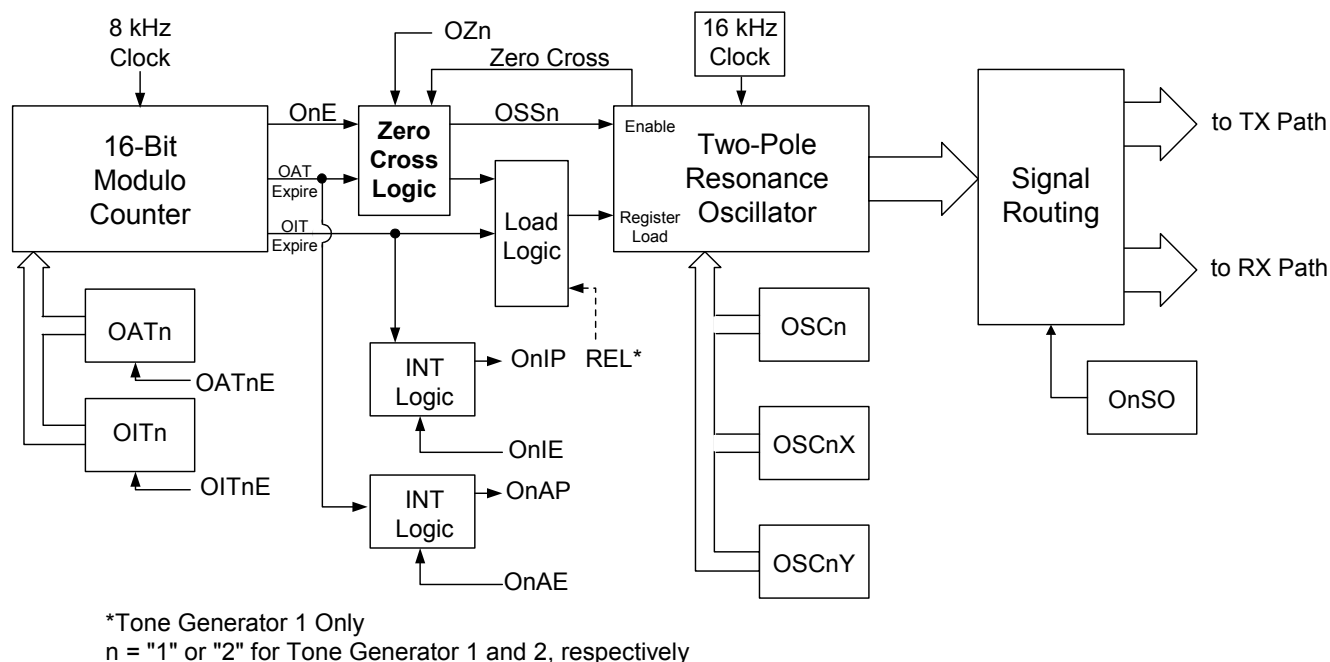 8 kHz
Clock
OZn
16 kHz
Clock
Zero Cross
to TX Path
to RX Path
16-Bit
Modulo
Counter
OnE
OAT
Expire
OIT
Expire
Zero
Cross
Logic
OSSn
Load
Logic
REL*
Enable
Register
Load
Two-Pole
Resonance
Oscillator
Signal
Routing
OATn
OATnE
OITn
OITnE
INT
Logic
OnIP
OnIE
INT
Logic
OnAP
OnAE
OSCn
OSCnX
OSCnY
OnSO
*Tone Generator 1 Only
n = "1" or "2" for Tone Generator 1 and 2, respectively